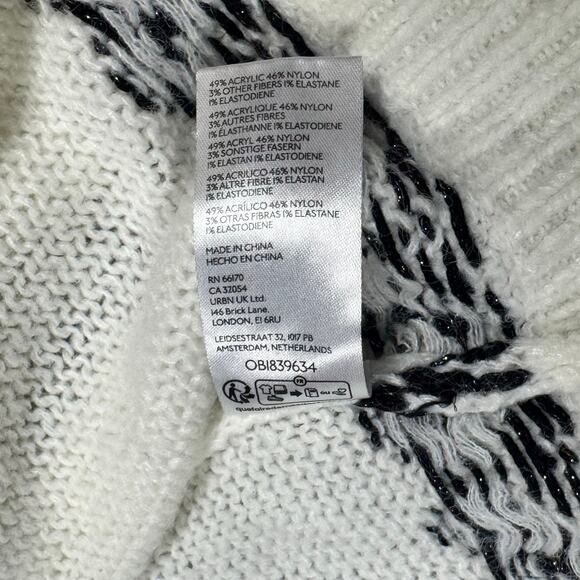 49% ACRYLIC 46% NYLON
3% OTHER FIBERS 1% ELASTANE
1% ELASTODIENE
49% ACRYLIQUE 46% NYLON
3% AUTRES FIBRES
1% ÉLASTHANNE 1% ELASTODIENE
49% ACRYL 46% NYLON
3% SONSTIGE FASERN
1% ELASTAN 1% ELASTODIENE
49% ACRILICO 46% NYLON
3% ALTRE FIBRE 1% ELASTAN
1% ELASTODIENE
49% ACRÍLICO 46% NYLON
3% OTRAS FIBRAS 1% ELASTANE
1% ELASTODIENE
MADE IN CHINA
HECHO EN CHINA
RN 66170
CA 32054
URBN UK Ltd.
146 Brick Lane.
LONDON, E1 6RU
LEIDSESTRAAT 32, 1017 PB
AMSTERDAM, NETHERLANDS
OB1839634
FR
OU